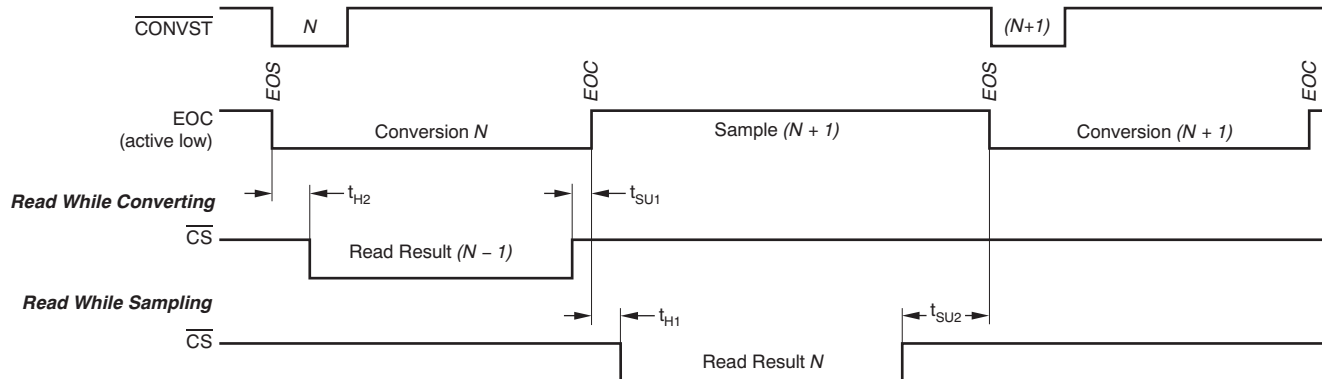 CONVST
N
(N+1)
EOS
EOC
EOS
EOC
EOC
(active low)
Conversion N
Sample (N + 1)
Conversion (N + 1)
tH2
tSU1
Read While Converting
CS
Read Result (N − 1)
Read While Sampling
tH1
tSU2
CS
Read Result N